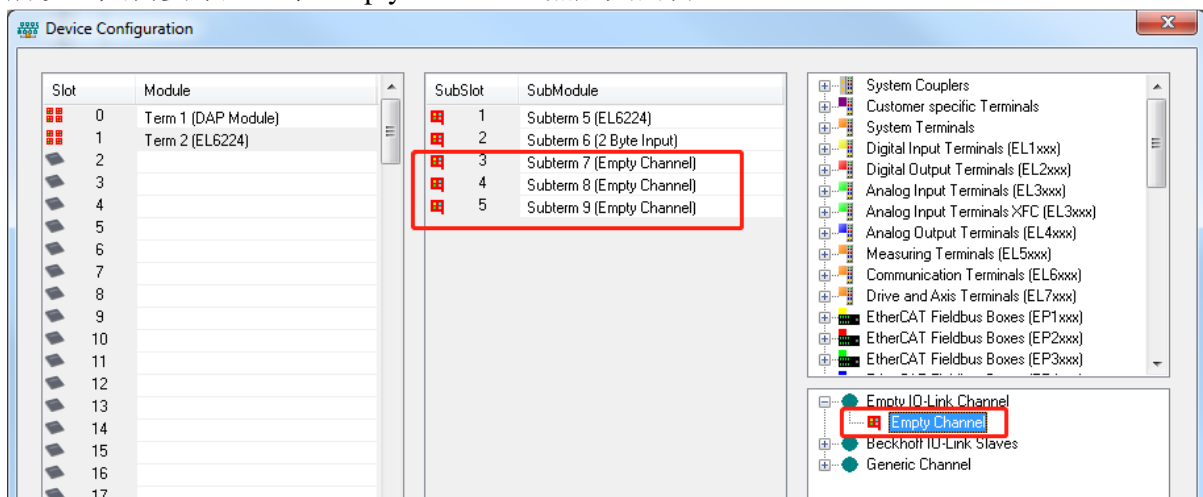 Device Configuration
Slot Module
0 Term 1 (DAP Module)
1 Term 2 (EL6224)
2
3
4
5
6
7
8
9
10
11
12
13
14
15
16
17
SubSlot SubModule
1 Subterm 5 (EL6224)
2 Subterm 6 (2 Byte Input)
3 Subterm 7 (Empty Channel)
4 Subterm 8 (Empty Channel)
5 Subterm 9 (Empty Channel)
System Couplers
Customer specific Terminals
System Terminals
Digital Input Terminals (EL1xxx)
Digital Output Terminals (EL2xxx)
Analog Input Terminals (EL3xxx)
Analog Input Terminals XFC (EL3xxx)
Analog Output Terminals (EL4xxx)
Measuring Terminals (EL5xxx)
Communication Terminals (EL6xxx)
Drive and Axis Terminals (EL7xxx)
EtherCAT Fieldbus Boxes (EP1xxx)
EtherCAT Fieldbus Boxes (EP2xxx)
EtherCAT Fieldbus Boxes (EP3xxx)
Empty IO-Link Channel
Empty Channel
Beckhoff IO-Link Slaves
Generic Channel